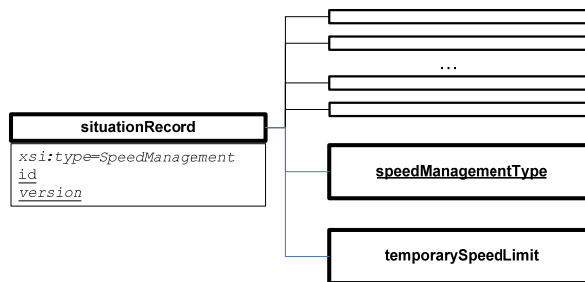 ...
situationRecord
xsi:type=SpeedManagement
id
version
speedManagementType
temporarySpeedLimit